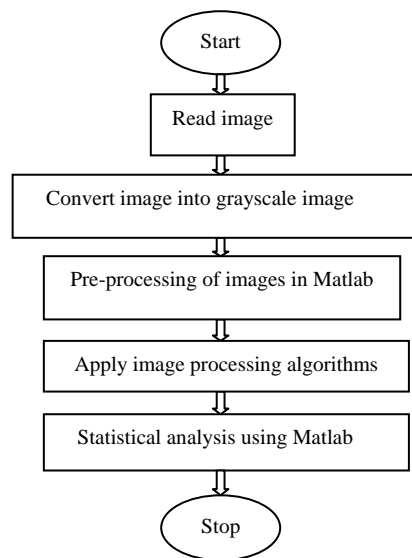 Start
Read image
Convert image into grayscale image
Pre-processing of images in Matlab
Apply image processing algorithms
Statistical analysis using Matlab
Stop